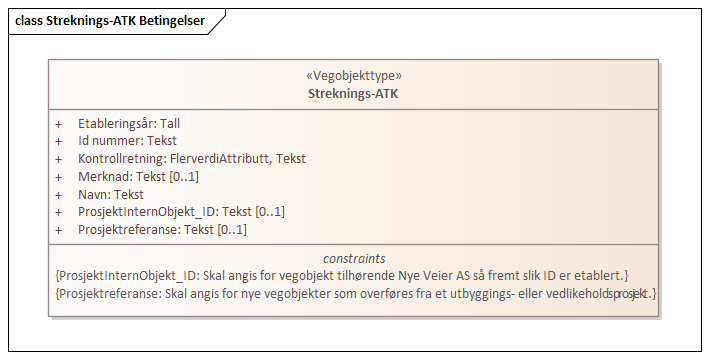 class Streknings-ATK Betingelser
«Vegobjekttype»
Streknings-ATK
+ Etableringsår: Tall
+ Id nummer: Tekst
+ Kontrollretning: FlerverdiAttributt, Tekst
+ Merknad: Tekst [0..1]
+ Navn: Tekst
+ ProsjektInternObjekt_ID: Tekst [0..1]
+ Prosjektreferanse: Tekst [0..1]
constraints
{ProsjektInternObjekt_ID: Skal angis for vegobjekt tilhørende Nye Veier AS så fremt slik ID er etablert.}
{Prosjektreferanse: Skal angis for nye vegobjekter som overføres fra et utbyggings- eller vedlikeholdsprosjekt.}